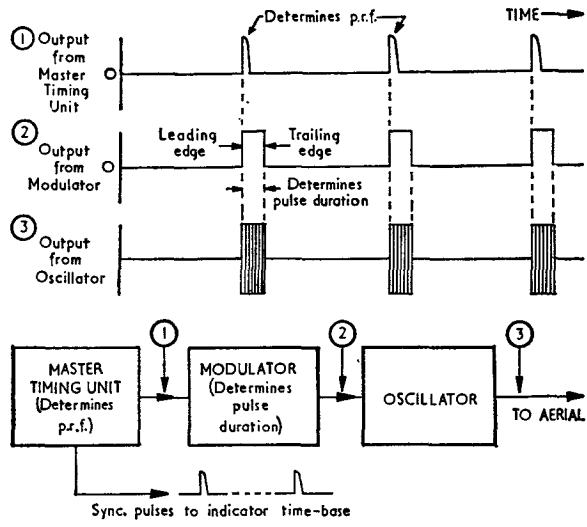 Determines p.r.f.
TIME
1 Output
from
Master
Timing
Unit
O
2
Output
from
Modulator
O
Leading
edge
Trailing
edge
Determines
pulse duration
3 Output
from
Oscillator
1
2
3
MASTER
TIMING UNIT
(Determines
p.r.f.)
MODULATOR
(Determines
pulse
duration)
OSCILLATOR
TO AERIAL
Sync. pulses to indicator time-base